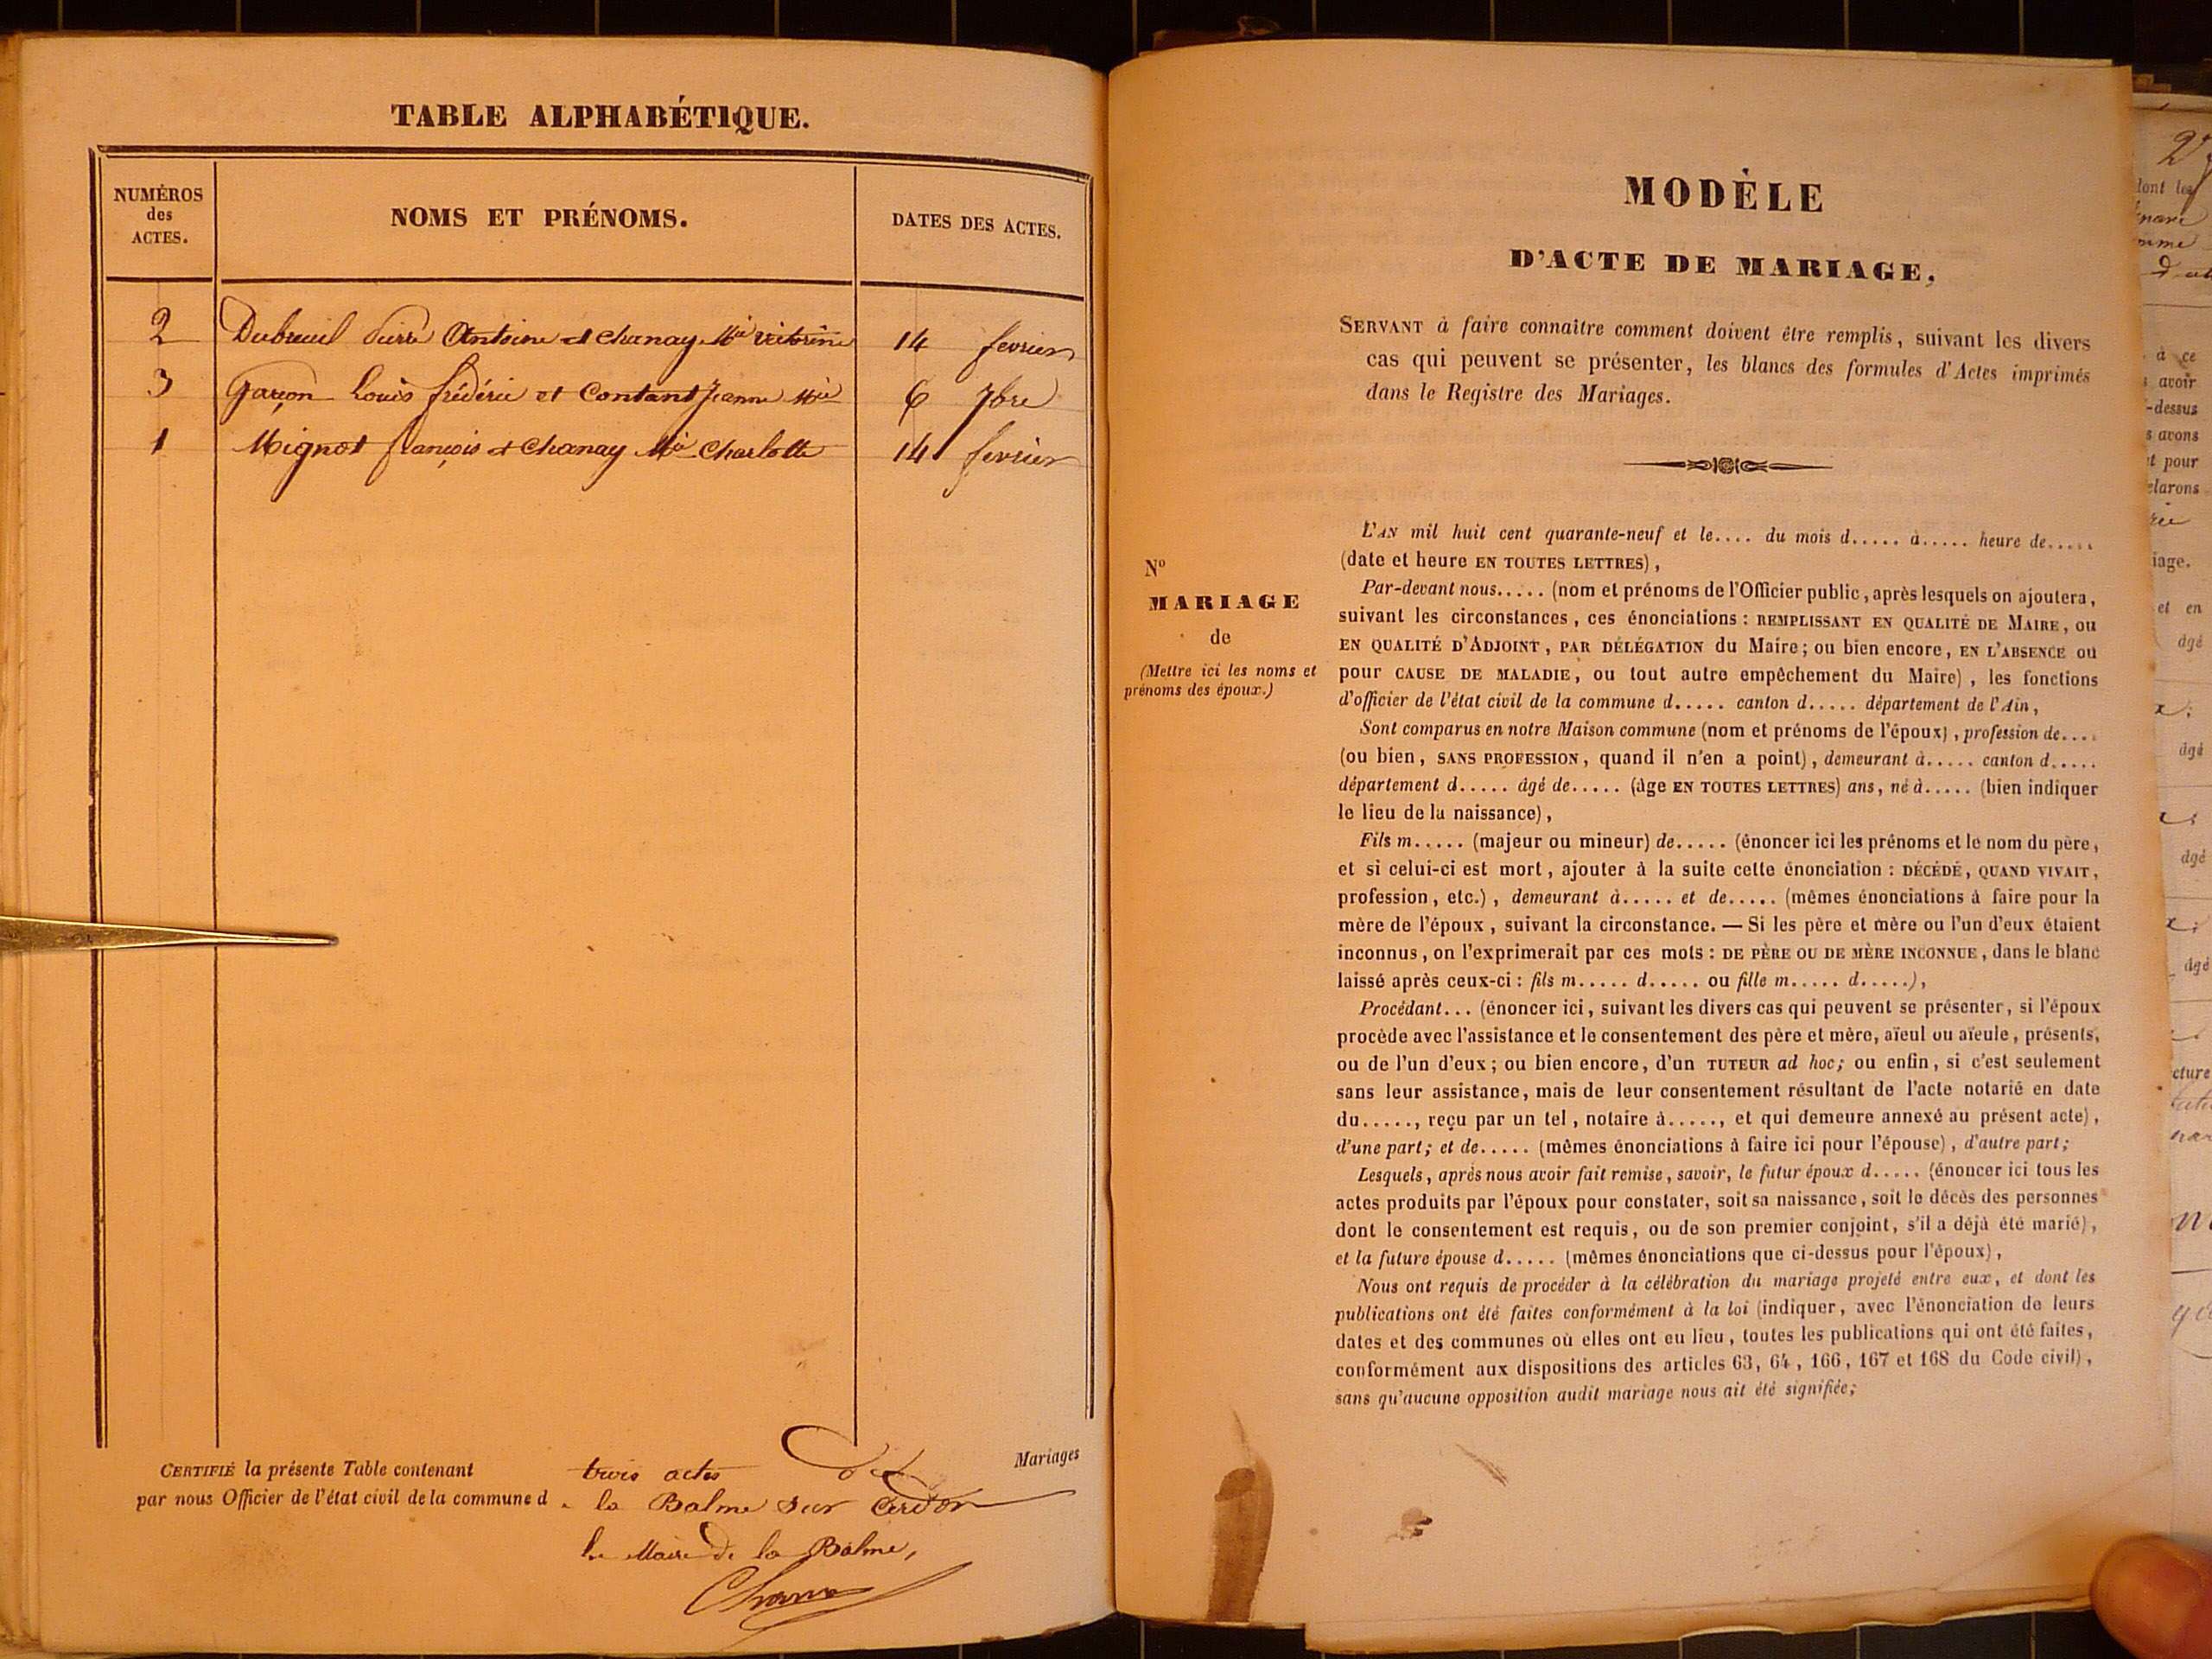 TABLE ALPHABÉTIQUE.
NUMÉROS
des
ACTES.
NOMS ET PRÉNOMS.
DATES DES ACTES.
2 Dubreuil Pierre Antoine et Chanay Mie victorine 14 fevrier
3 Garçon Louis frédéric et Contant Jeanne Mie 6 7bre
1 Mignot françois et Chanay Mie Charlotte 14 fevrier
CERTIFIÉ la présente Table contenant trois actes de Mariages
par nous Officier de l'état civil de la commune d la Balme sur Cerdon
le Maire de la Balme,
MODÈLE
D'ACTE DE MARIAGE,
SERVANT à faire connaître comment doivent être remplis, suivant les divers
cas qui peuvent se présenter, les blancs des formules d'Actes imprimés
dans le Registre des Mariages.
No
MARIAGE
de
(Mettre ici les noms et
prénoms des époux.)
L'AN mil huit cent quarante-neuf et le.... du mois d..... à..... heure de.....
(date et heure EN TOUTES LETTRES),
Par-devant nous..... (nom et prénoms de l'Officier public, après lesquels on ajoutera,
suivant les circonstances, ces énonciations : REMPLISSANT EN QUALITÉ DE MAIRE, ou
EN QUALITÉ D'ADJOINT, PAR DÉLÉGATION du Maire; ou bien encore, EN L'ABSENCE ou
pour CAUSE DE MALADIE, ou tout autre empêchement du Maire), les fonctions
d'officier de l'état civil de la commune d..... canton d..... département de l'Ain,
Sont comparus en notre Maison commune (nom et prénoms de l'époux), profession de....
(ou bien, SANS PROFESSION, quand il n'en a point), demeurant à..... canton d.....
département d..... âgé de..... (âge EN TOUTES LETTRES) ans, né à..... (bien indiquer
le lieu de la naissance),
Fils m..... (majeur ou mineur) de..... (énoncer ici les prénoms et le nom du père,
et si celui-ci est mort, ajouter à la suite cette énonciation : DÉCÉDÉ, QUAND VIVAIT,
profession, etc.), demeurant à..... et de..... (mêmes énonciations à faire pour la
mère de l'époux, suivant la circonstance. — Si les père et mère ou l'un d'eux étaient
inconnus, on l'exprimerait par ces mots : DE PÈRE OU DE MÈRE INCONNUE, dans le blanc
laissé après ceux-ci : fils m..... d..... ou fille m..... d.....),
Procédant... (énoncer ici, suivant les divers cas qui peuvent se présenter, si l'époux
procède avec l'assistance et le consentement des père et mère, aïeul ou aïeule, présents,
ou de l'un d'eux; ou bien encore, d'un TUTEUR ad hoc; ou enfin, si c'est seulement
sans leur assistance, mais de leur consentement résultant de l'acte notarié en date
du....., reçu par un tel, notaire à....., et qui demeure annexé au présent acte),
d'une part; et de..... (mêmes énonciations à faire ici pour l'épouse), d'autre part;
Lesquels, après nous avoir fait remise, savoir, le futur époux d..... (énoncer ici tous les
actes produits par l'époux pour constater, soit sa naissance, soit le décès des personnes
dont le consentement est requis, ou de son premier conjoint, s'il a déjà été marié),
et la future épouse d..... (mêmes énonciations que ci-dessus pour l'époux),
Nous ont requis de procéder à la célébration du mariage projeté entre eux, et dont les
publications ont été faites conformément à la loi (indiquer, avec l'énonciation de leurs
dates et des communes où elles ont eu lieu, toutes les publications qui ont été faites,
conformément aux dispositions des articles 63, 64, 166, 167 et 168 du Code civil),
sans qu'aucune opposition audit mariage nous ait été signifiée;
dont les
à ce
avoir
-dessus
avons
pour
et en
âgé
âgé
âgé
âgé